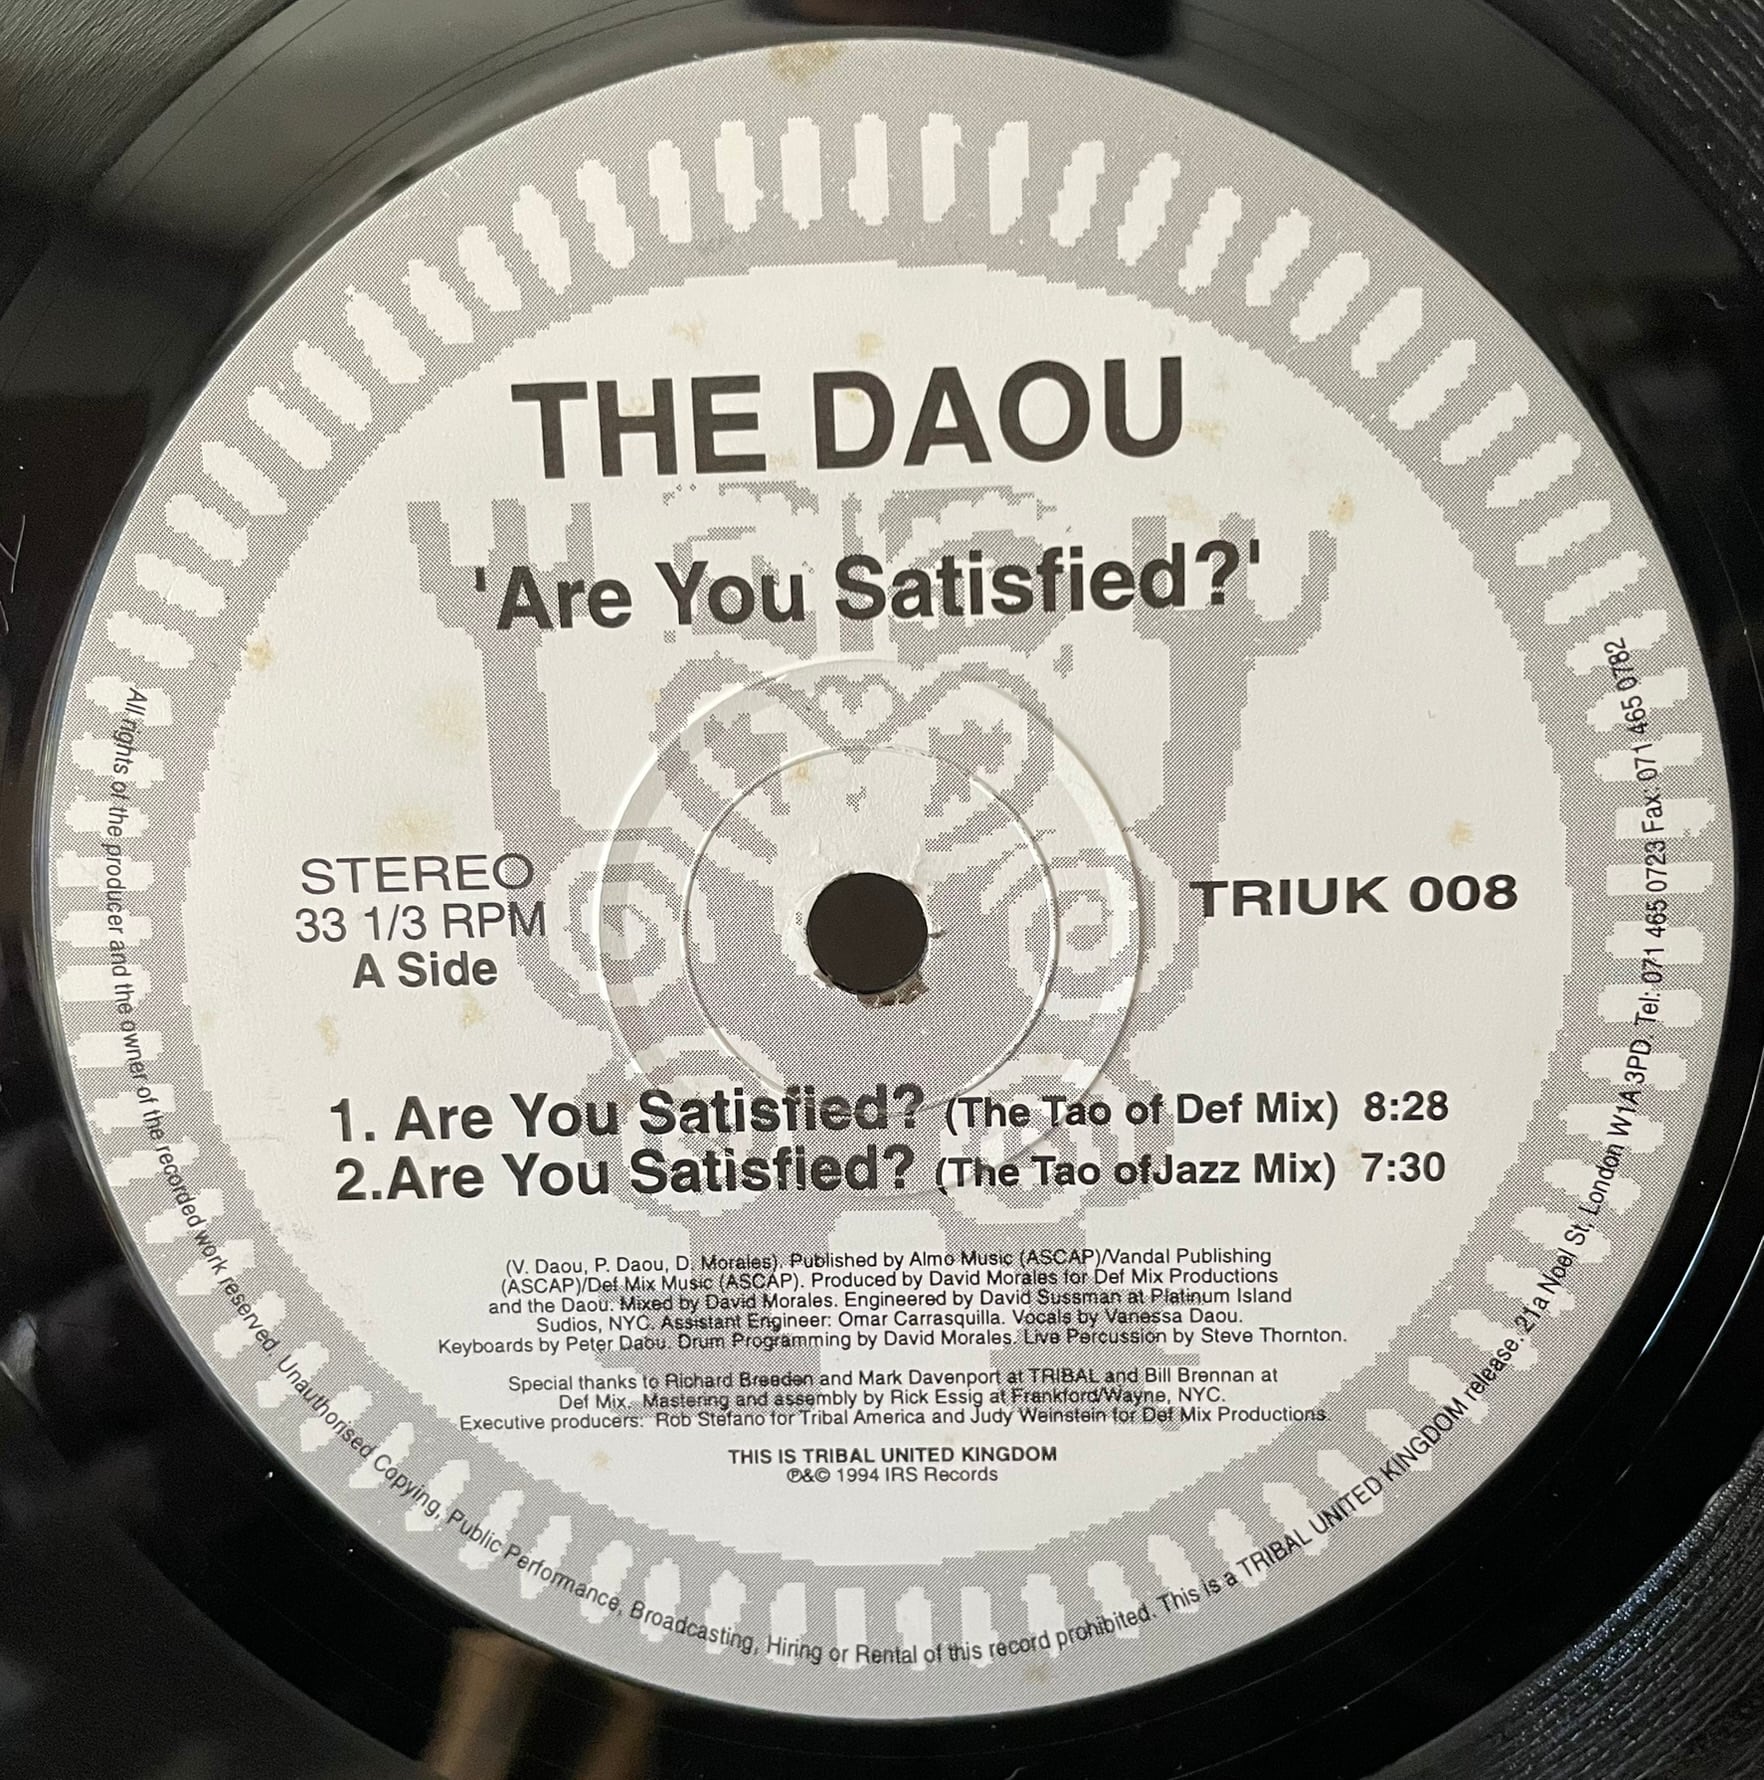 THE DAOU
'Are You Satisfied?'
STEREO
33 1/3 RPM
A Side
TRIUK 008
1. Are You Satisfied? (The Tao of Def Mix) 8:28
2.Are You Satisfied? (The Tao ofJazz Mix) 7:30
(V. Daou, P. Daou, D. Morales). Published by Almo Music (ASCAP)/Vandal Publishing
(ASCAP)/Def Mix Music (ASCAP). Produced by David Morales for Def Mix Productions
and the Daou. Mixed by David Morales. Engineered by David Sussman at Platinum Island
Sudios, NYC. Assistant Engineer: Omar Carrasquilla. Vocals by Vanessa Daou.
Keyboards by Peter Daou. Drum Programming by David Morales. Live Percussion by Steve Thornton.
Special thanks to Richard Breeden and Mark Davenport at TRIBAL and Bill Brennan at
Def Mix. Mastering and assembly by Rick Essig at Frankford/Wayne, NYC.
Executive producers: Rob Stefano for Tribal America and Judy Weinstein for Def Mix Productions.
THIS IS TRIBAL UNITED KINGDOM
℗&© 1994 IRS Records
All rights of the producer and the owner of the recorded work reserved. Unauthorised Copying, Public Performance, Broadcasting, Hiring or Rental of this record prohibited. This is a TRIBAL UNITED KINGDOM release. 21a Noel St, London W1A 3PD. Tel: 071 465 0723 Fax: 071 465 0782